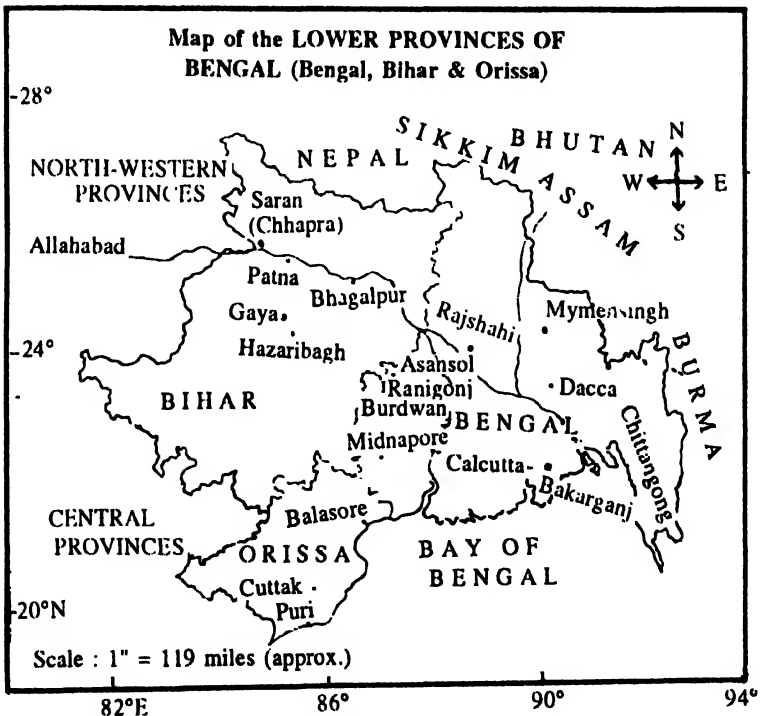 Map of the LOWER PROVINCES OF
BENGAL (Bengal, Bihar & Orissa)
28°
NORTH-WESTERN
PROVINCES
NEPAL
SIKKIM
BHUTAN
ASSAM
N
W
E
S
Saran
(Chhapra)
Allahabad
Patna
Bhagalpur
Gaya
Hazaribagh
Rajshahi
Mymensingh
24°
Asansol
Ranigonj
Burdwan
BIHAR
BENGAL
Dacca
BURMA
Midnapore
Calcutta
Bakarganj
Chittangong
CENTRAL
PROVINCES
Balasore
ORISSA
BAY OF
BENGAL
Cuttak
Puri
20°N
Scale : 1" = 119 miles (approx.)
82°E
86°
90°
94°